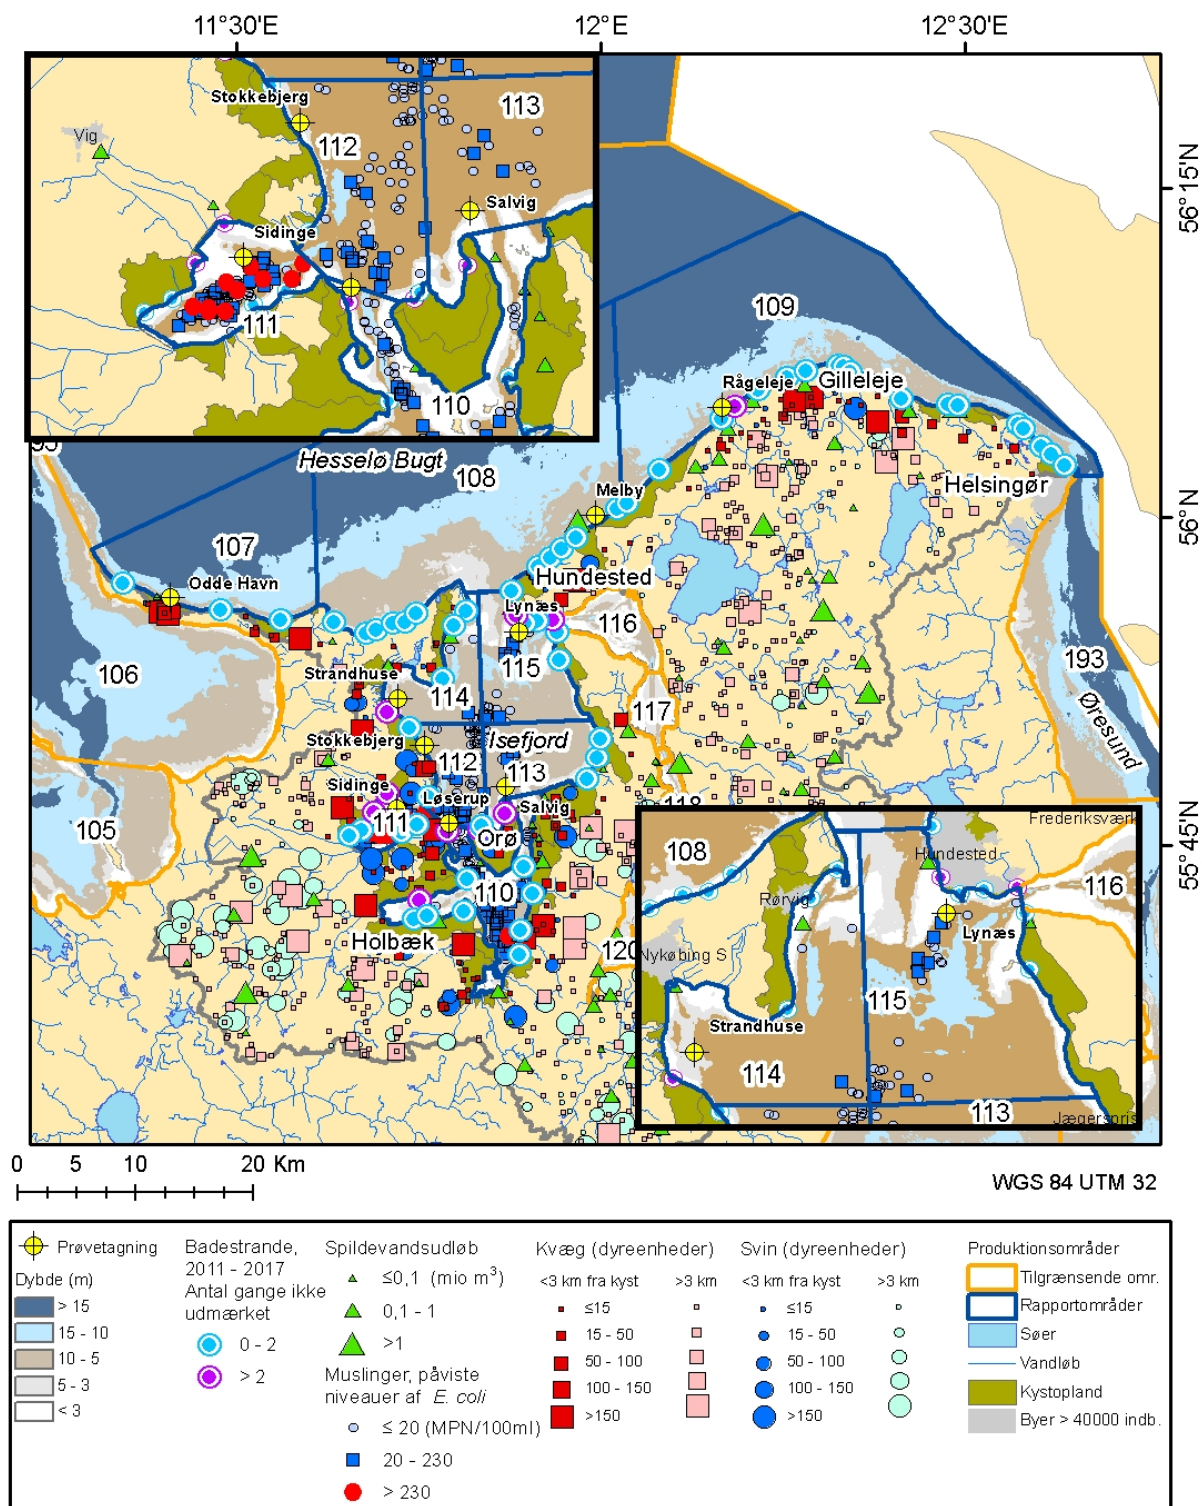 11°30'E
12°E
12°30'E
56°15'N
56°N
55°45'N
Stokkebjerg
113
Vig
112
Salvig
Sidinge
111
110
109
Rågeleje
Gilleleje
Hesselø Bugt
108
Helsingør
Melby
107
Hundested
Odde Havn
Lynæs
116
106
115
193
Strandhuse
114
117
Øresund
Stokkebjerg
Isefjord
112
113
Sidinge
Løserup
Salvig
118
105
111
Orø
110
Holbæk
120
Frederiksværk
108
Hundested
116
Rørvig
Lynæs
Nykøbing S
115
Strandhuse
114
113
Jægerspris
0 5 10 20 Km
WGS 84 UTM 32
Prøvetagning
Dybde (m)
> 15
15 - 10
10 - 5
5 - 3
< 3
Badestrande,
2011 - 2017
Antal gange ikke
udmærket
0 - 2
> 2
Spildevandsudløb
≤0,1 (mio m³)
0,1 - 1
>1
Muslinger, påviste
niveauer af E. coli
≤ 20 (MPN/100ml)
20 - 230
> 230
Kvæg (dyreenheder)
<3 km fra kyst >3 km
≤15
15 - 50
50 - 100
100 - 150
>150
Svin (dyreenheder)
<3 km fra kyst >3 km
≤15
15 - 50
50 - 100
100 - 150
>150
Produktionsområder
Tilgrænsende omr.
Rapportområder
Søer
Vandløb
Kystopland
Byer > 40000 indb.